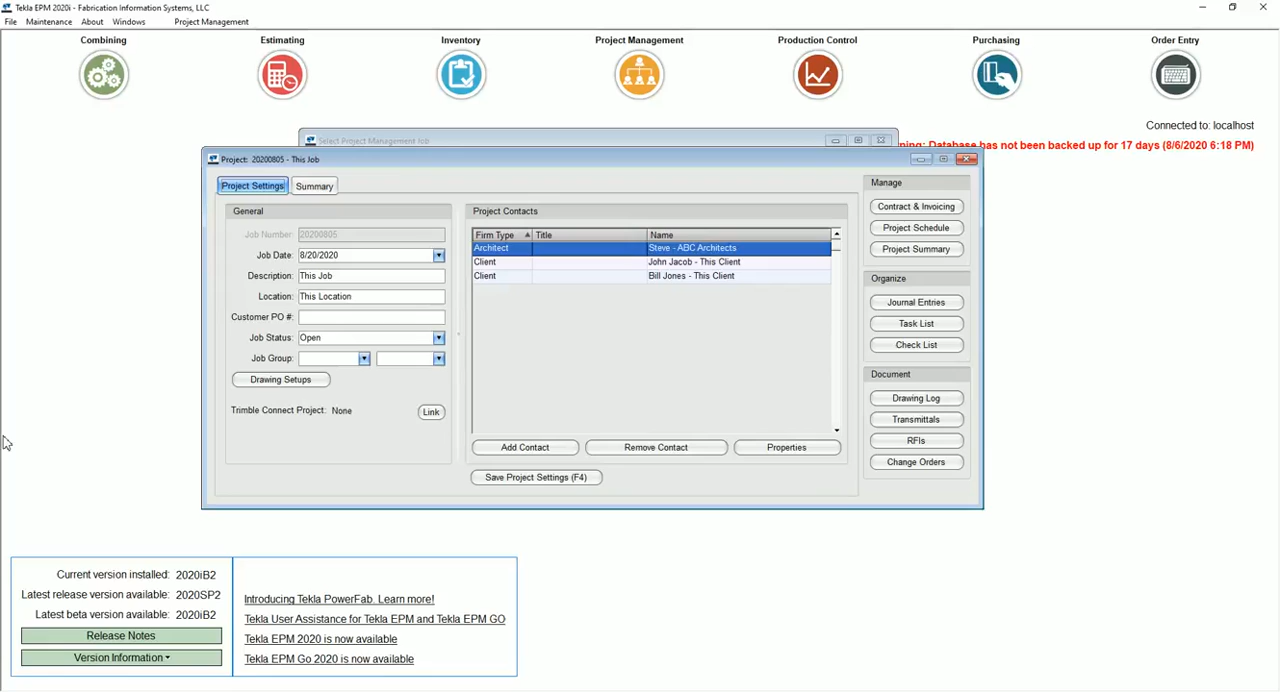 Tekla EPM 2020i - Fabrication Information Systems, LLC
File Maintenance About Windows Project Management
Combining Estimating Inventory Project Management Production Control Purchasing Order Entry
Connected to: localhost
Select Project Management Job
ning: Database has not been backed up for 17 days (8/6/2020 6:18 PM)
Project: 20200805 - This Job
Project Settings Summary
General
Job Number: 20200805
Job Date: 8/20/2020
Description: This Job
Location: This Location
Customer PO #:
Job Status: Open
Job Group:
Drawing Setups
Trimble Connect Project: None Link
Project Contacts
Firm Type Title Name
Architect Steve - ABC Architects
Client John Jacob - This Client
Client Bill Jones - This Client
Add Contact Remove Contact Properties
Save Project Settings (F4)
Manage
Contract & Invoicing
Project Schedule
Project Summary
Organize
Journal Entries
Task List
Check List
Document
Drawing Log
Transmittals
RFIs
Change Orders
Current version installed: 2020iB2
Latest release version available: 2020SP2
Latest beta version available: 2020iB2
Release Notes
Version Information
Introducing Tekla PowerFab. Learn more!
Tekla User Assistance for Tekla EPM and Tekla EPM GO
Tekla EPM 2020 is now available
Tekla EPM Go 2020 is now available